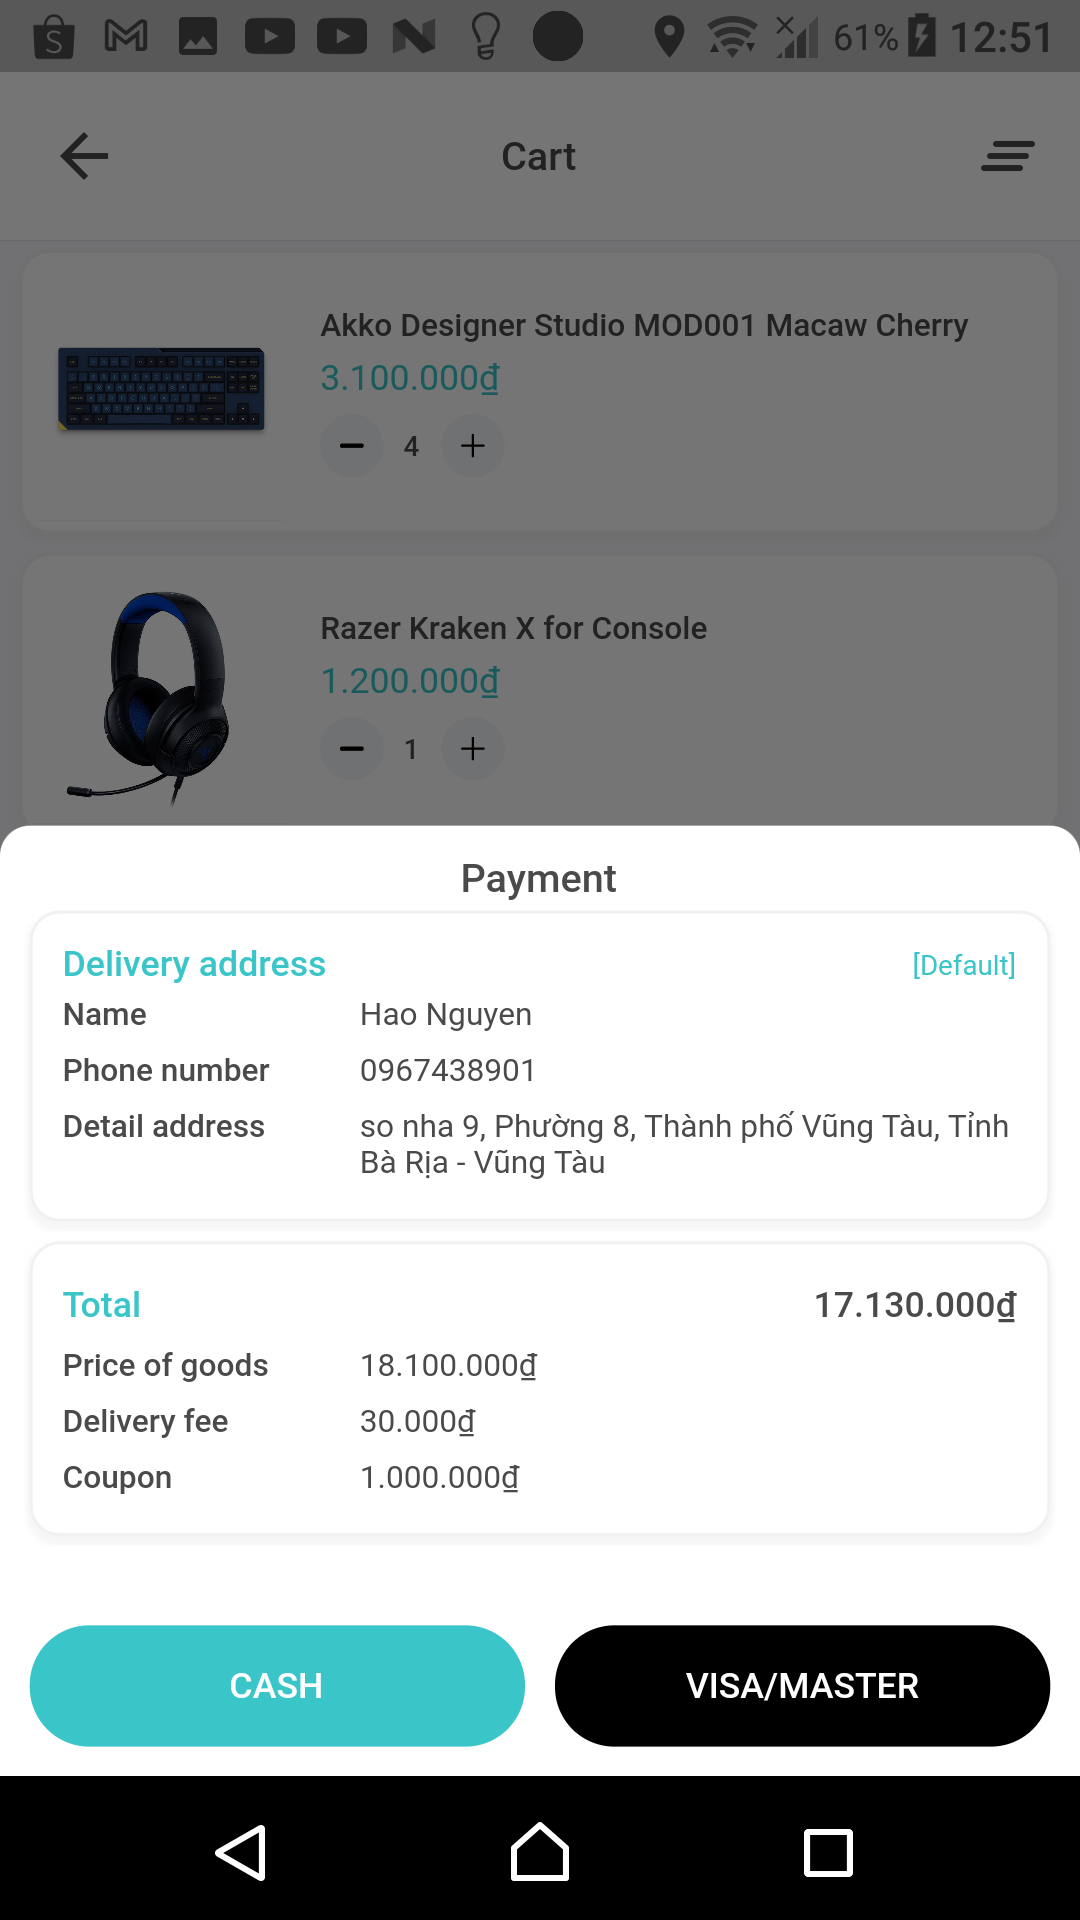 61% 12:51
Cart
Akko Designer Studio MOD001 Macaw Cherry
3.100.000₫
4
Razer Kraken X for Console
1.200.000₫
1
Payment
Delivery address [Default]
Name Hao Nguyen
Phone number 0967438901
Detail address so nha 9, Phường 8, Thành phố Vũng Tàu, Tỉnh
Bà Rịa - Vũng Tàu
Total 17.130.000₫
Price of goods 18.100.000₫
Delivery fee 30.000₫
Coupon 1.000.000₫
CASH VISA/MASTER